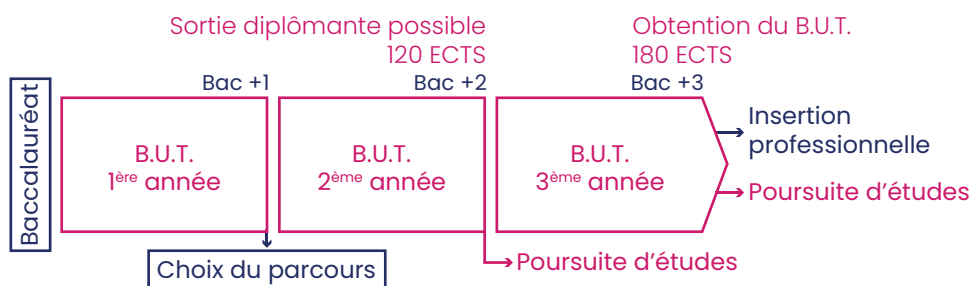 Sortie diplômante possible
120 ECTS
Obtention du B.U.T.
180 ECTS
Baccalauréat
Bac +1
Bac +2
Bac +3
B.U.T.
1ère année
B.U.T.
2ème année
B.U.T.
3ème année
Insertion
professionnelle
Poursuite d'études
Choix du parcours
Poursuite d'études